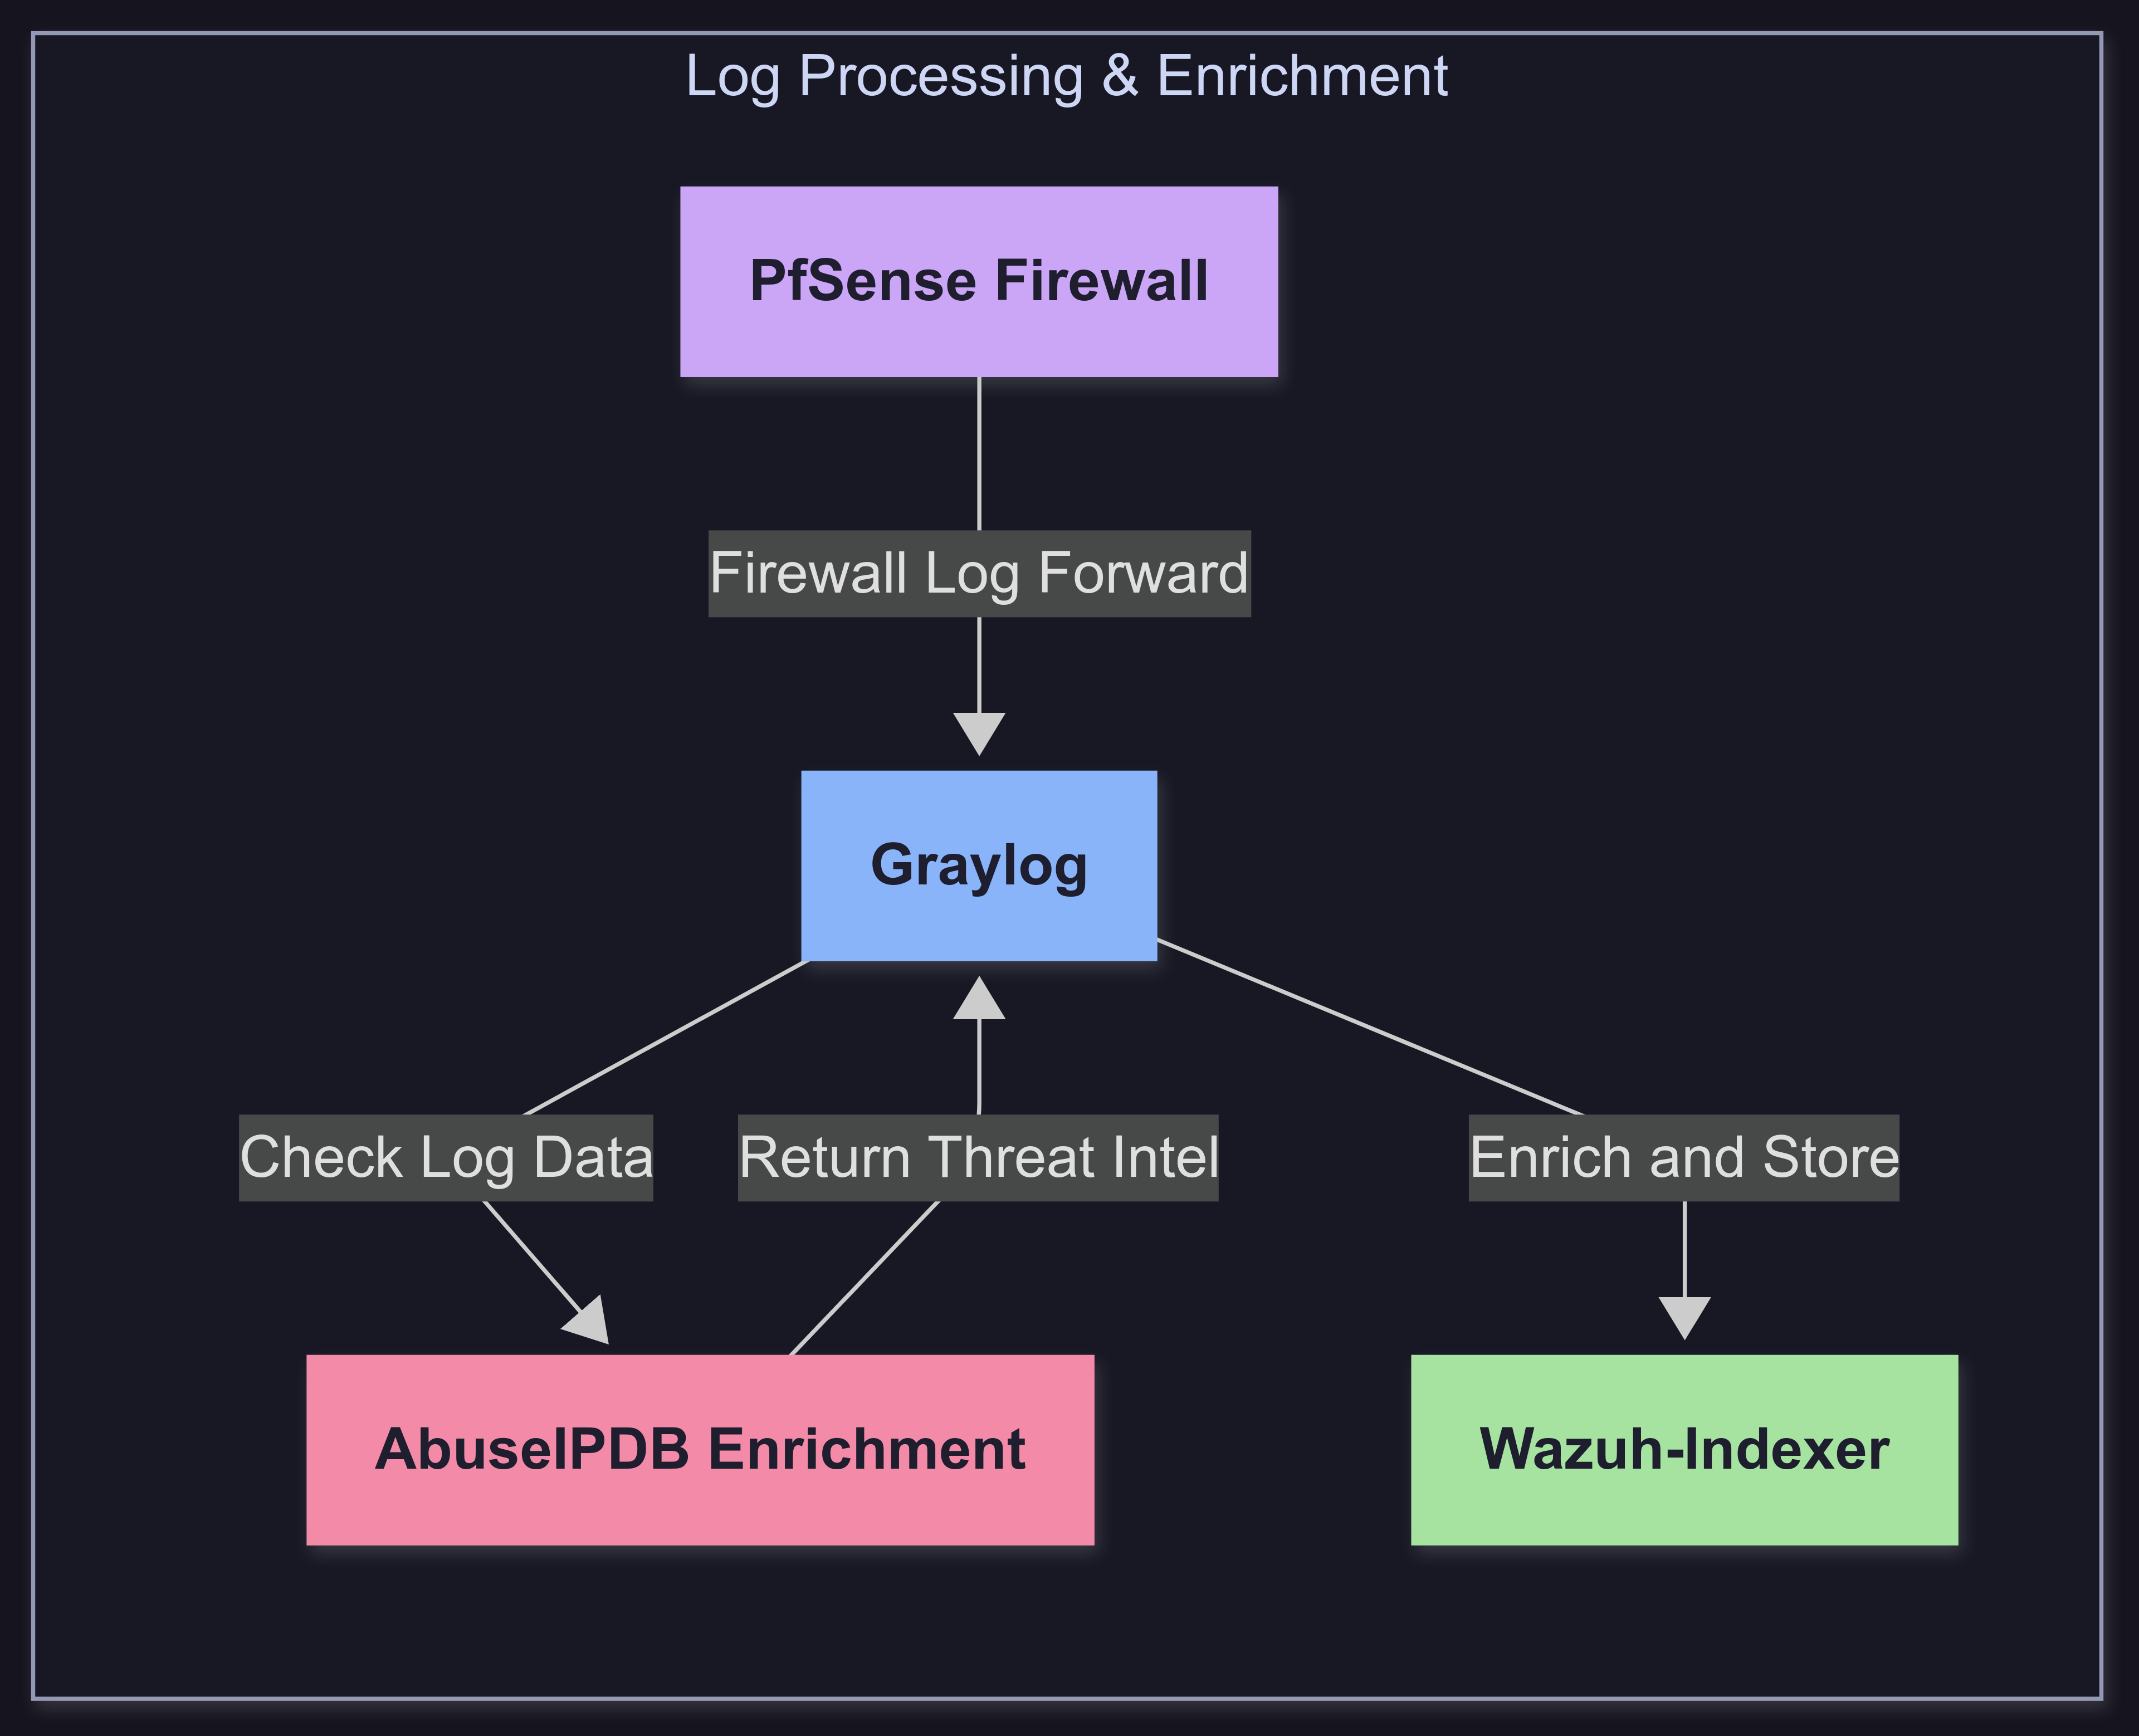 Log Processing & Enrichment
PfSense Firewall
Firewall Log Forward
Graylog
Check Log Data
Return Threat Intel
Enrich and Store
AbuseIPDB Enrichment
Wazuh-Indexer